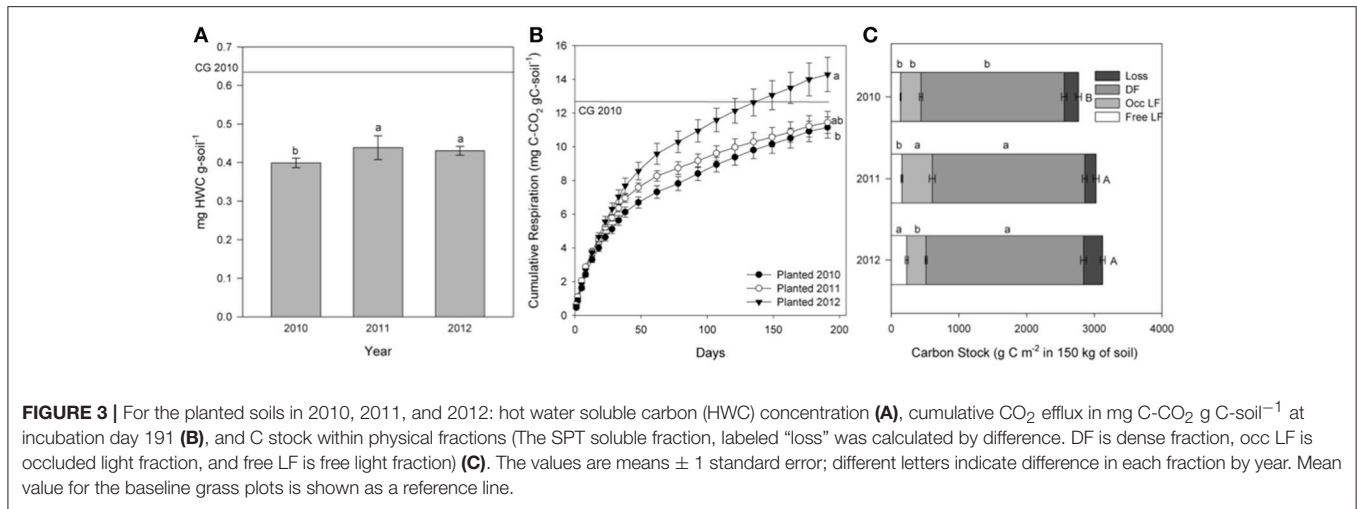 A
0.7
CG 2010
0.6
0.5
0.4
0.3
0.2
0.1
0.0
mg HWC g-soil⁻¹
b
a
a
2010
2011
2012
Year
B
16
14
12
10
8
6
4
2
0
Cumulative Respiration (mg C-CO₂ gC-soil⁻¹)
CG 2010
a
ab
b
Planted 2010
Planted 2011
Planted 2012
0
50
100
150
200
Days
C
b b b
2010
B
b a a
2011
A
a b a
2012
A
Loss
DF
Occ LF
Free LF
0
1000
2000
3000
4000
Carbon Stock (g C m⁻² in 150 kg of soil)
FIGURE 3 | For the planted soils in 2010, 2011, and 2012: hot water soluble carbon (HWC) concentration (A), cumulative CO₂ efflux in mg C-CO₂ g C-soil⁻¹ at
incubation day 191 (B), and C stock within physical fractions (The SPT soluble fraction, labeled “loss” was calculated by difference. DF is dense fraction, occ LF is
occluded light fraction, and free LF is free light fraction) (C). The values are means ± 1 standard error; different letters indicate difference in each fraction by year. Mean
value for the baseline grass plots is shown as a reference line.